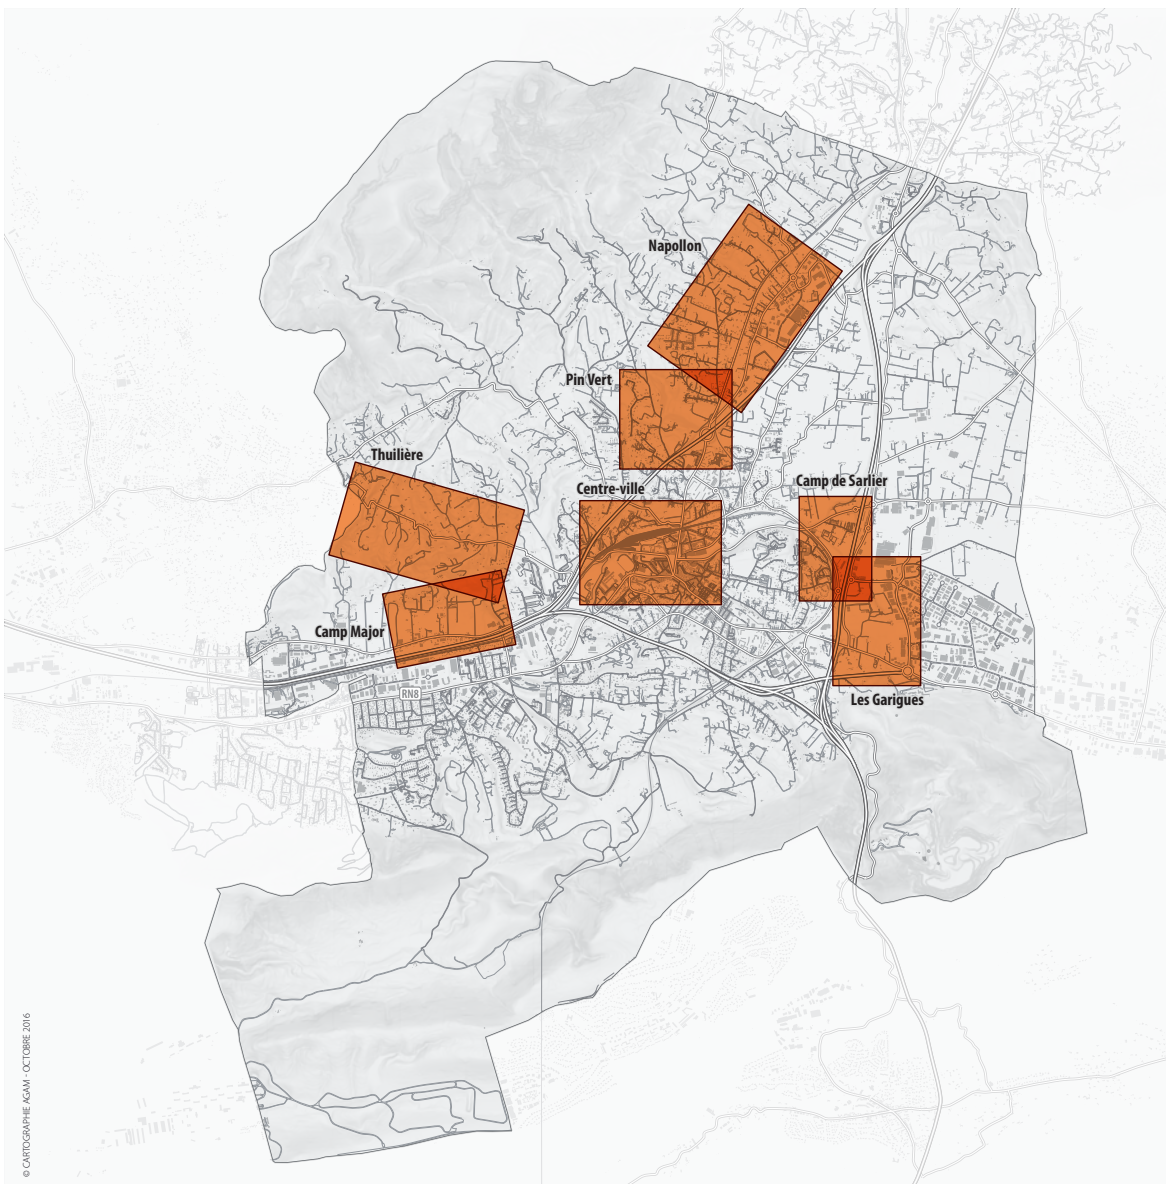 Napollon
Pin Vert
Thuilière
Centre-ville
Camp de Sarlier
Camp Major
RN8
Les Garigues
© CARTOGRAPHIE AGAM - OCTOBRE 2016